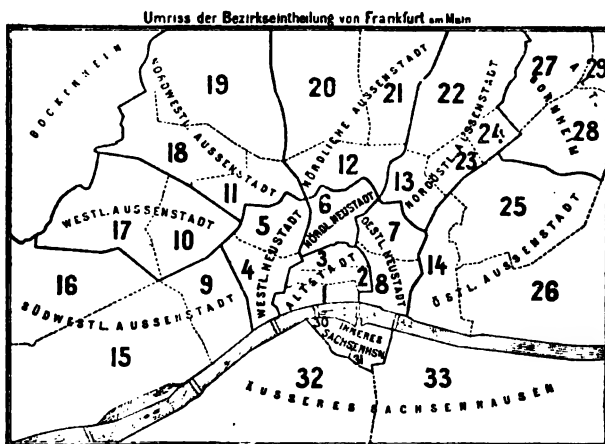 Umriss der Bezirkseintheilung von Frankfurt am Main
BOCKENHEIM
19
20
21
22
27
29
NORDWESTL. AUSSENSTADT
NÖRDLICHE AUSSENSTADT
NORDÖSTL. AUSSENSTADT
BORNHEIM
28
24
23
18
12
13
11
WESTL. AUSSENSTADT
17
10
5
6
7
25
WESTL. NEUSTADT
NÖRDL. NEUSTADT
OESTL. NEUSTADT
4
3
2
8
14
ALTSTADT
1
16
9
26
SÜDWESTL. AUSSENSTADT
ÖSTL. AUSSENSTADT
15
30
INNERES
SACHSENHSN.
31
32
33
ÄUSSERES SACHSENHAUSEN